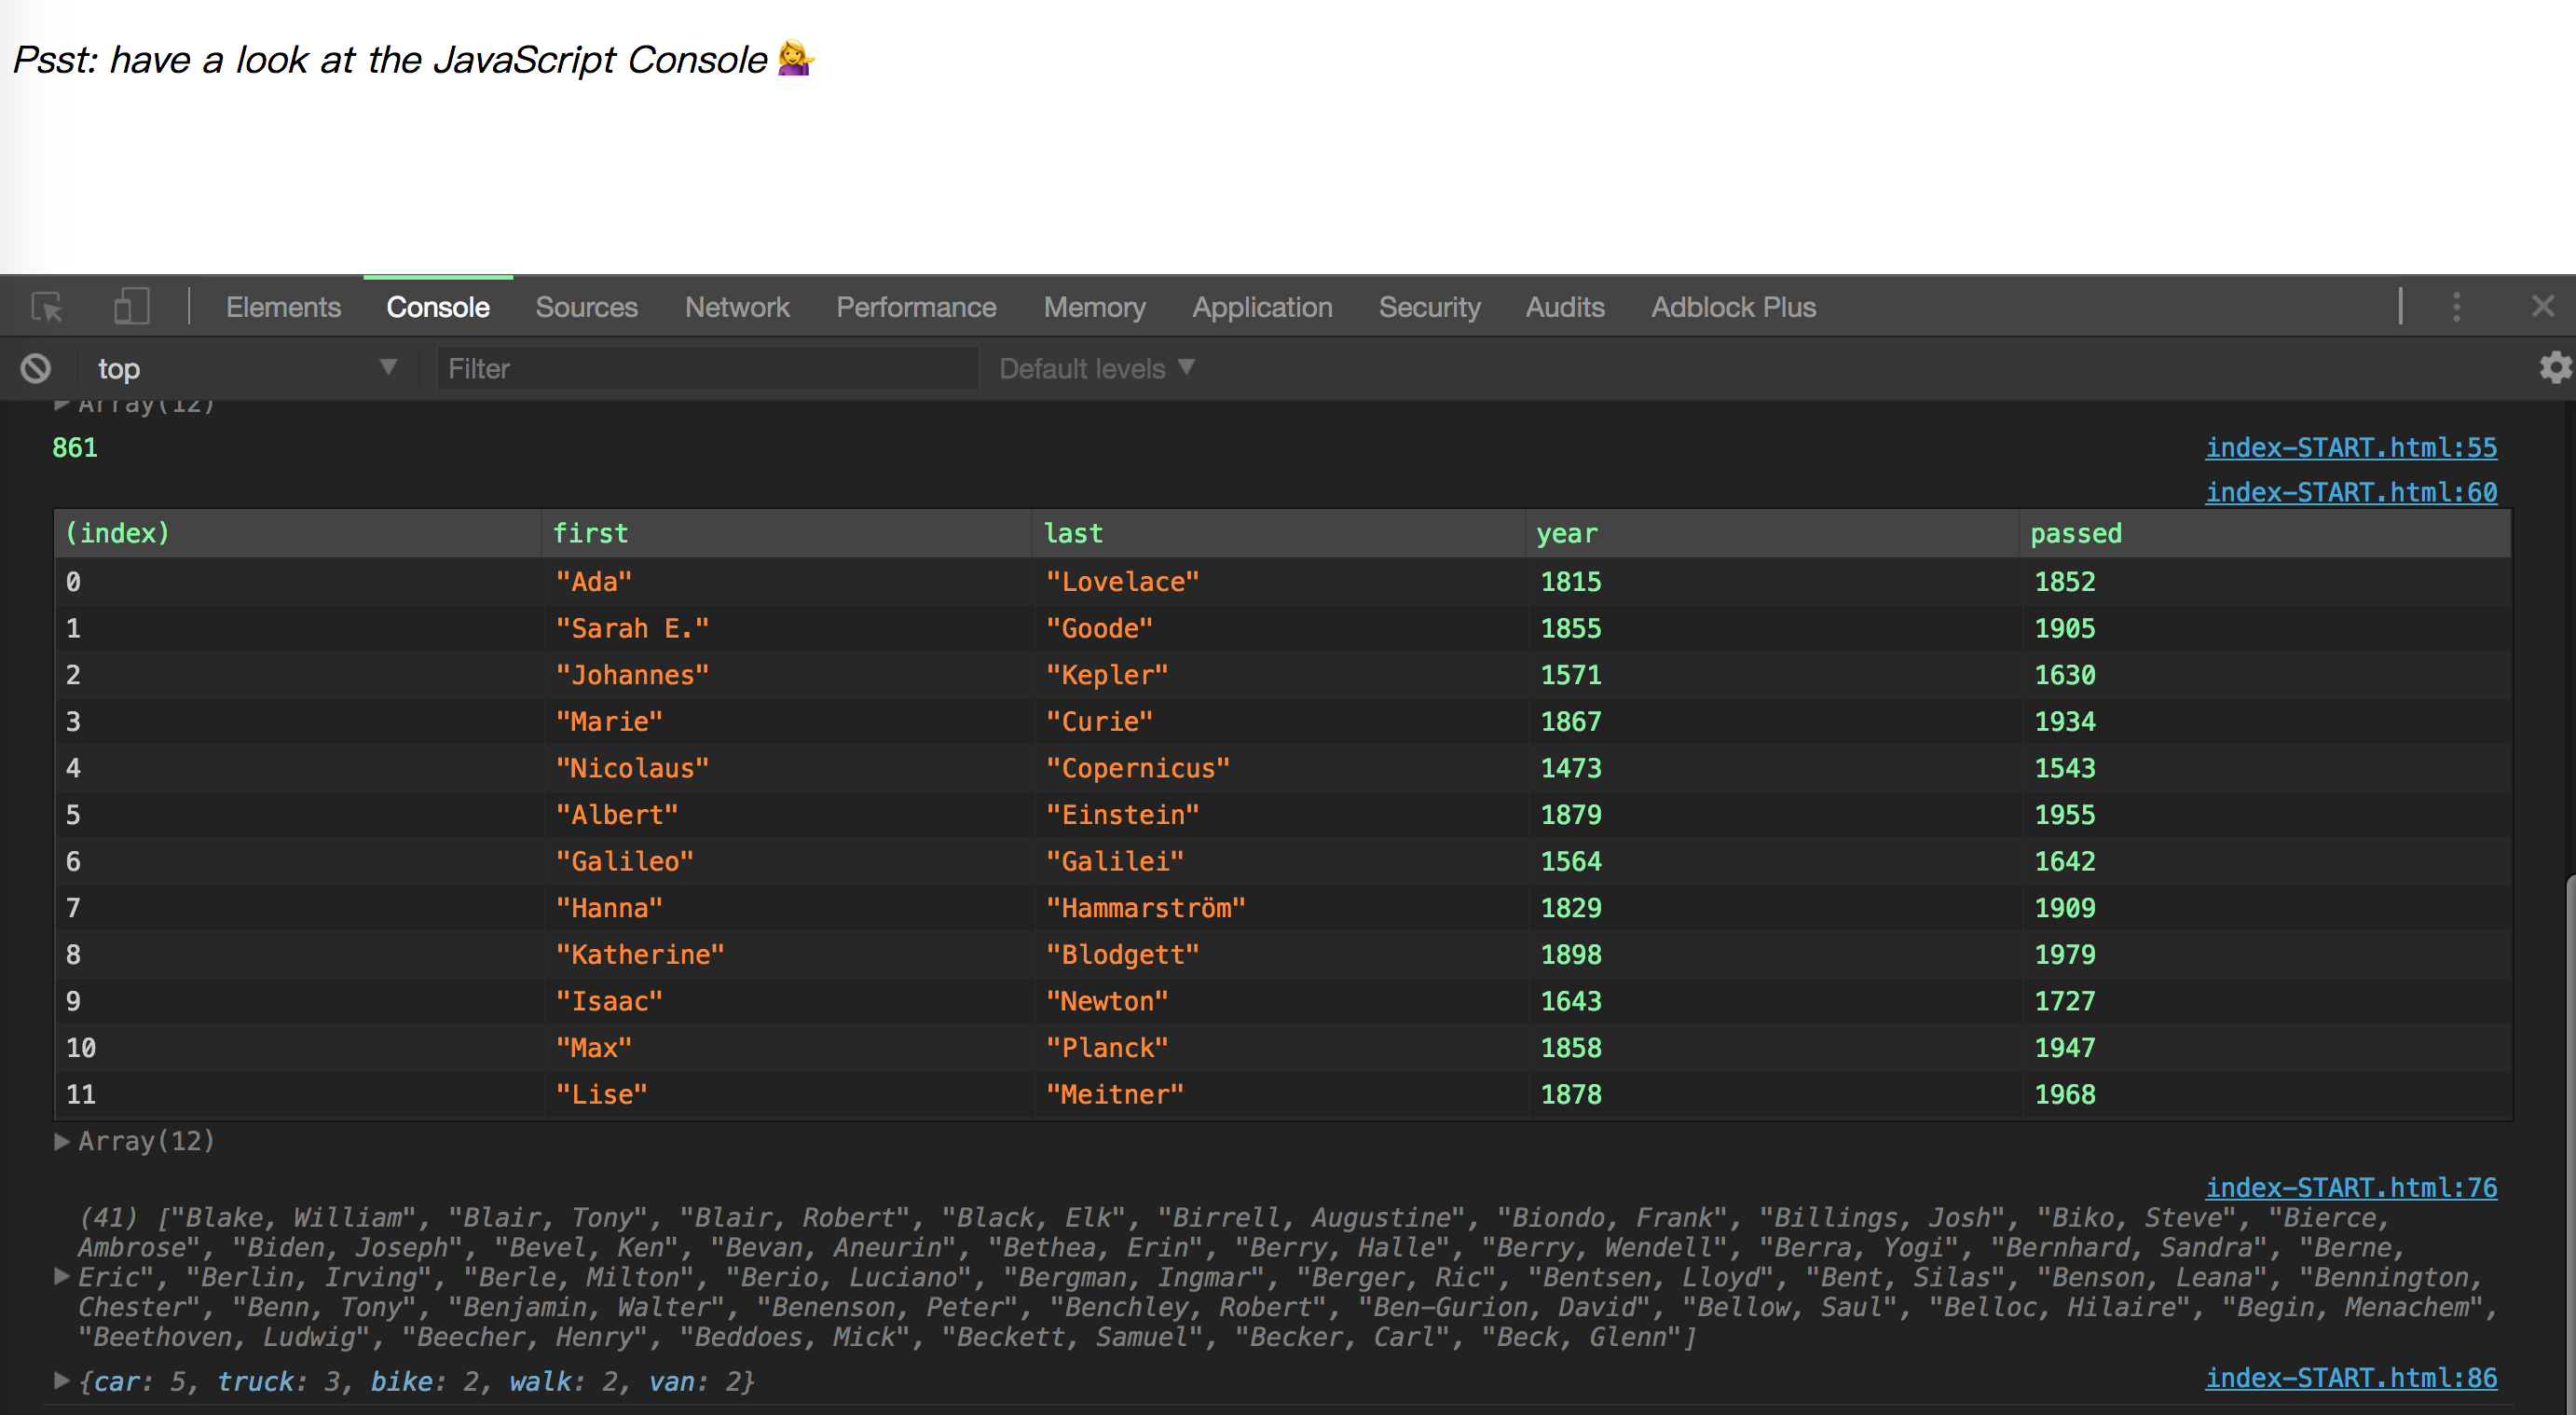 Psst: have a look at the JavaScript Console 💁‍♀️
Elements Console Sources Network Performance Memory Application Security Audits Adblock Plus
top Filter Default levels
Array(12)
861 index-START.html:55
index-START.html:60
(index) first last year passed
0 "Ada" "Lovelace" 1815 1852
1 "Sarah E." "Goode" 1855 1905
2 "Johannes" "Kepler" 1571 1630
3 "Marie" "Curie" 1867 1934
4 "Nicolaus" "Copernicus" 1473 1543
5 "Albert" "Einstein" 1879 1955
6 "Galileo" "Galilei" 1564 1642
7 "Hanna" "Hammarström" 1829 1909
8 "Katherine" "Blodgett" 1898 1979
9 "Isaac" "Newton" 1643 1727
10 "Max" "Planck" 1858 1947
11 "Lise" "Meitner" 1878 1968
Array(12)
index-START.html:76
(41) ["Blake, William", "Blair, Tony", "Blair, Robert", "Black, Elk", "Birrell, Augustine", "Biondo, Frank", "Billings, Josh", "Biko, Steve", "Bierce,
Ambrose", "Biden, Joseph", "Bevel, Ken", "Bevan, Aneurin", "Bethea, Erin", "Berry, Halle", "Berry, Wendell", "Berra, Yogi", "Bernhard, Sandra", "Berne,
Eric", "Berlin, Irving", "Berle, Milton", "Berio, Luciano", "Bergman, Ingmar", "Berger, Ric", "Bentsen, Lloyd", "Bent, Silas", "Benson, Leana", "Bennington,
Chester", "Benn, Tony", "Benjamin, Walter", "Benenson, Peter", "Benchley, Robert", "Ben-Gurion, David", "Bellow, Saul", "Belloc, Hilaire", "Begin, Menachem",
"Beethoven, Ludwig", "Beecher, Henry", "Beddoes, Mick", "Beckett, Samuel", "Becker, Carl", "Beck, Glenn"]
{car: 5, truck: 3, bike: 2, walk: 2, van: 2} index-START.html:86